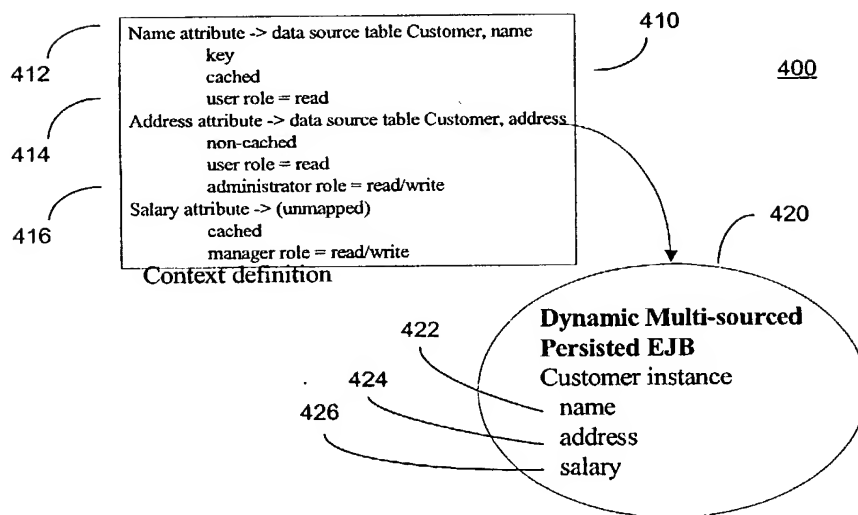 Name attribute -> data source table Customer, name
key
cached
user role = read
Address attribute -> data source table Customer, address
non-cached
user role = read
administrator role = read/write
Salary attribute -> (unmapped)
cached
manager role = read/write
Context definition
412
414
416
410
400
420
422
424
426
Dynamic Multi-sourced
Persisted EJB
Customer instance
name
address
salary